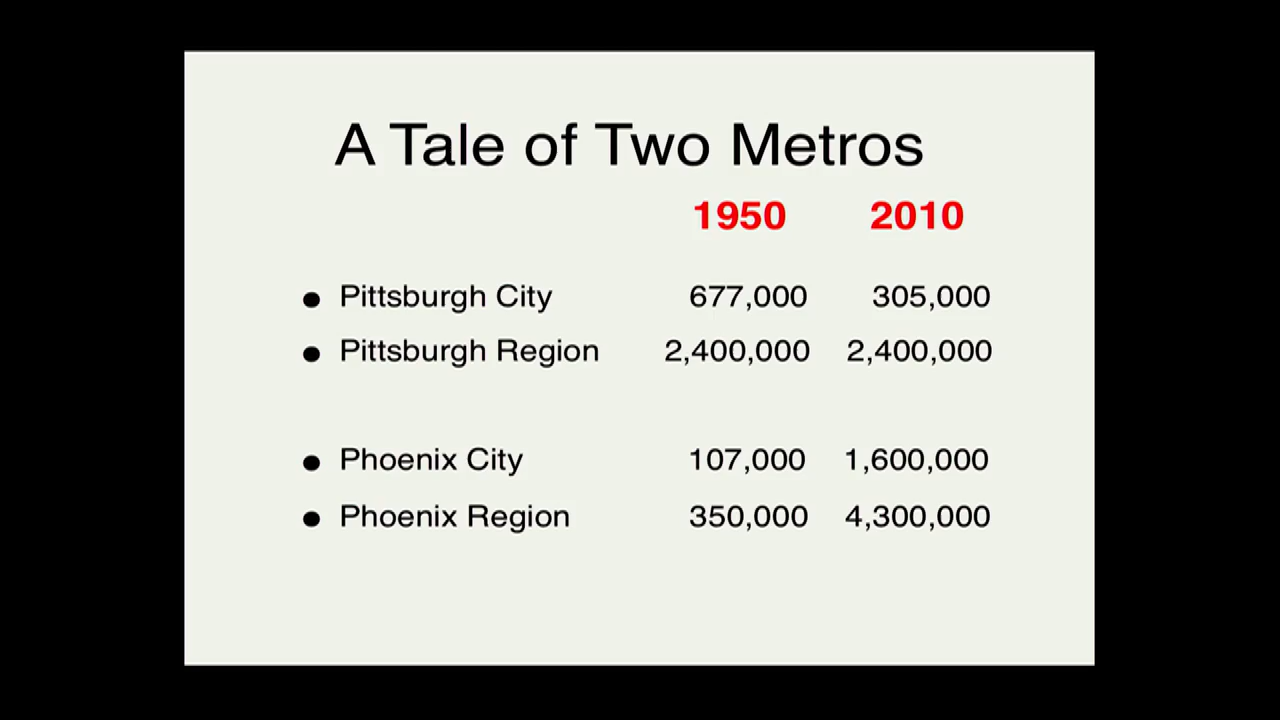 A Tale of Two Metros
1950 2010
● Pittsburgh City 677,000 305,000
● Pittsburgh Region 2,400,000 2,400,000
● Phoenix City 107,000 1,600,000
● Phoenix Region 350,000 4,300,000